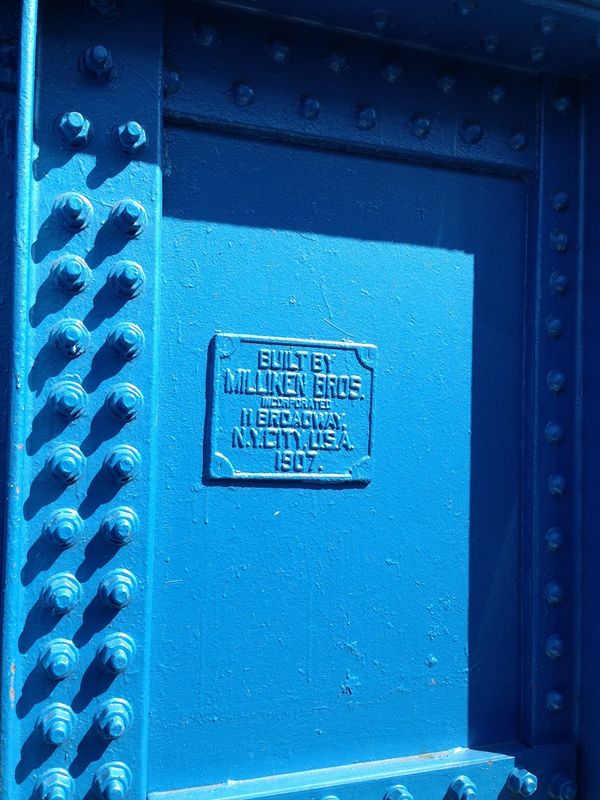 BUILT BY
MILLIKEN BROS.
INCORPORATED
11 BROADWAY.
N.Y.CITY.U.S.A.
1907.